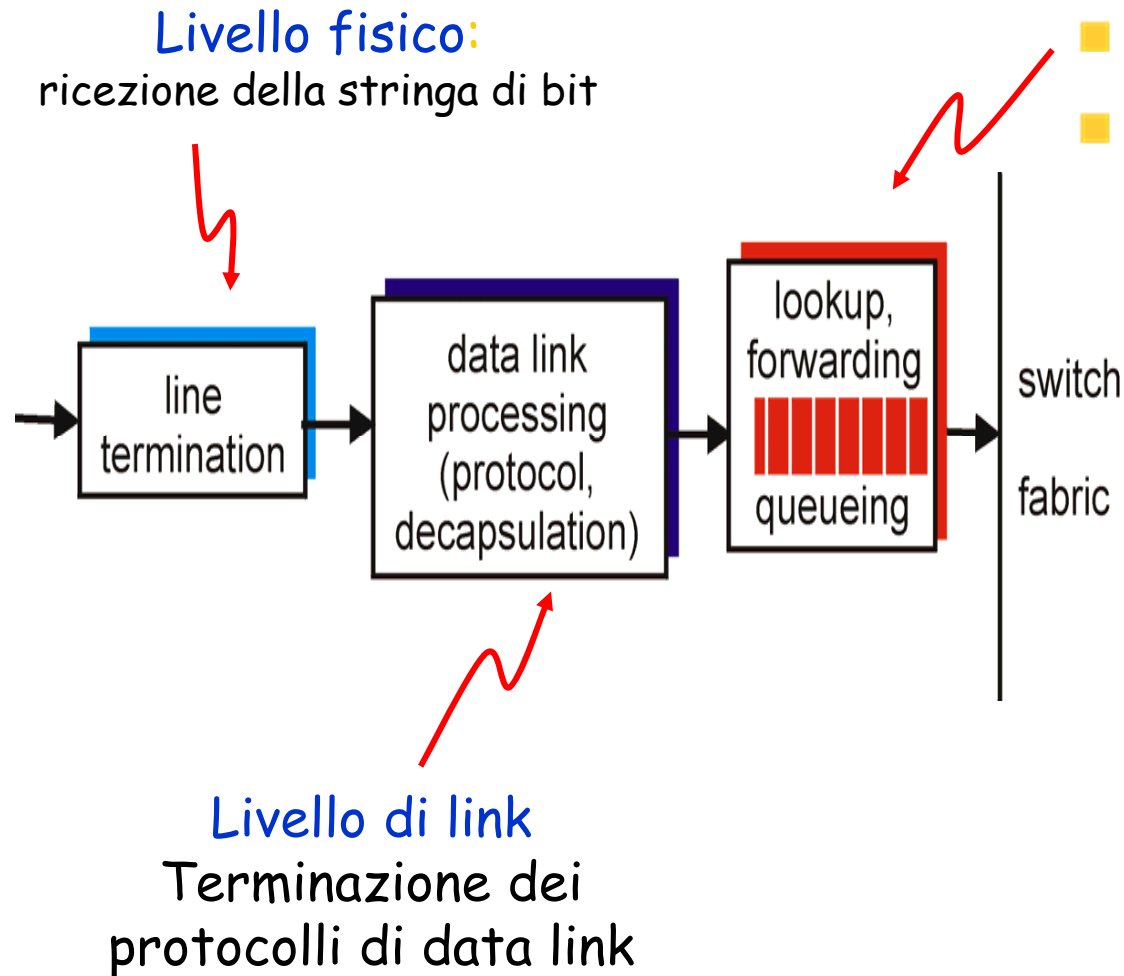 Livello fisico:
ricezione della stringa di bit
line
termination
data link
processing
(protocol,
decapsulation)
lookup,
forwarding
queueing
switch
fabric
Livello di link
Terminazione dei
protocolli di data link